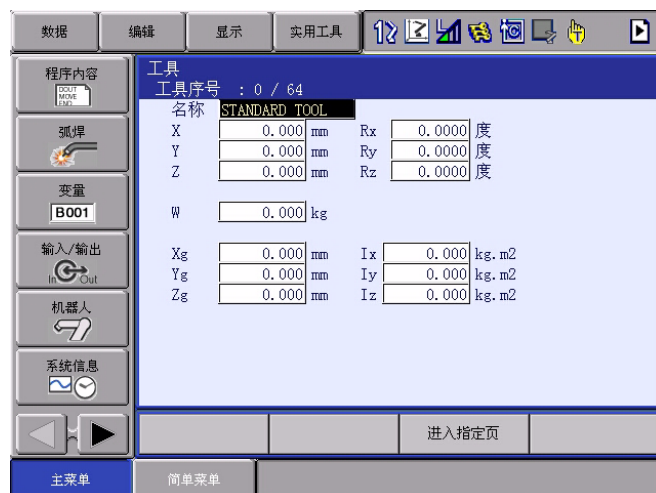 数据 编辑 显示 实用工具
程序内容
DOUT
MOVE
END
弧焊
变量
B001
输入/输出
In Out
机器人
系统信息
工具
工具序号 : 0 / 64
名称 STANDARD TOOL
X 0.000 mm Rx 0.0000 度
Y 0.000 mm Ry 0.0000 度
Z 0.000 mm Rz 0.0000 度
W 0.000 kg
Xg 0.000 mm Ix 0.000 kg.m2
Yg 0.000 mm Iy 0.000 kg.m2
Zg 0.000 mm Iz 0.000 kg.m2
进入指定页
主菜单 简单菜单